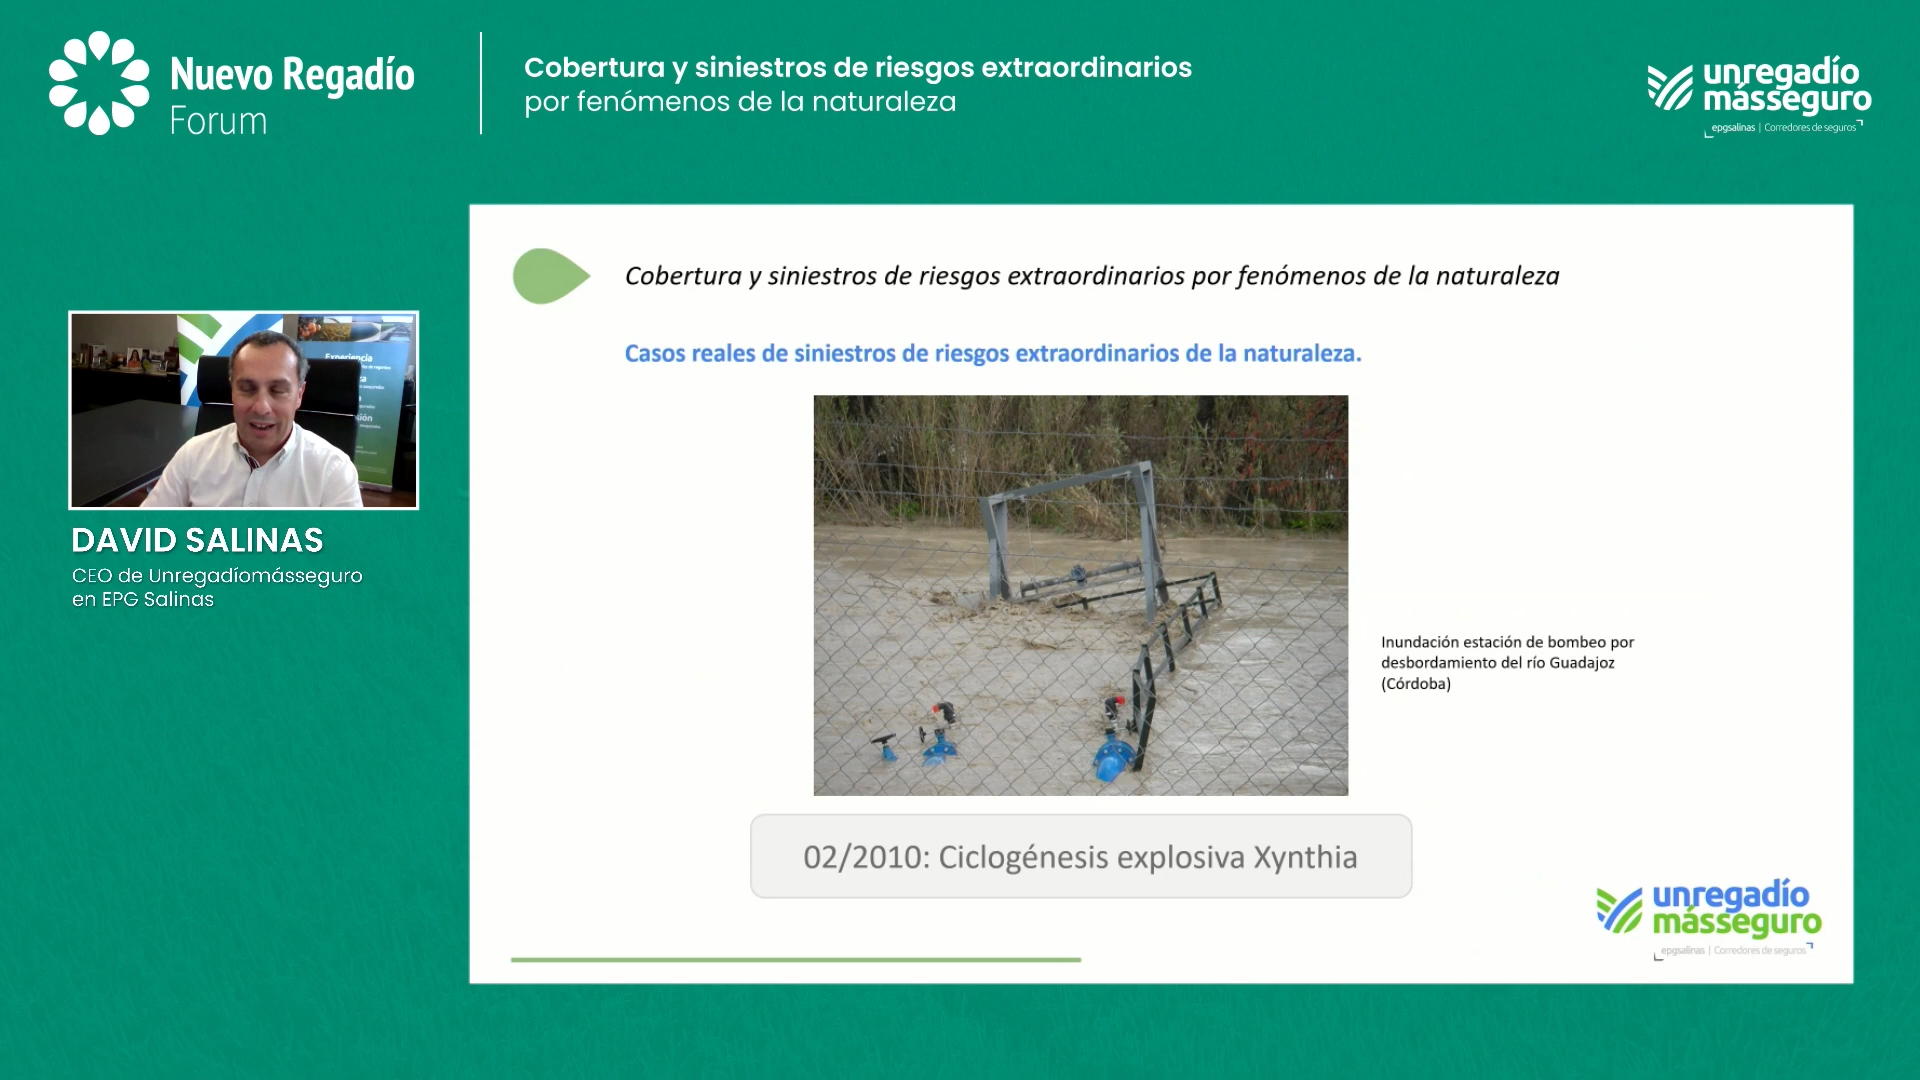 Nuevo Regadío
Forum
Cobertura y siniestros de riesgos extraordinarios
por fenómenos de la naturaleza
unregadío
másseguro
epgsalinas | Corredores de seguros
Cobertura y siniestros de riesgos extraordinarios por fenómenos de la naturaleza
Casos reales de siniestros de riesgos extraordinarios de la naturaleza.
Experiencia
DAVID SALINAS
CEO de Unregadíomásseguro
en EPG Salinas
Inundación estación de bombeo por
desbordamiento del río Guadajoz
(Córdoba)
02/2010: Ciclogénesis explosiva Xynthia
unregadío
másseguro
epgsalinas | Corredores de seguros